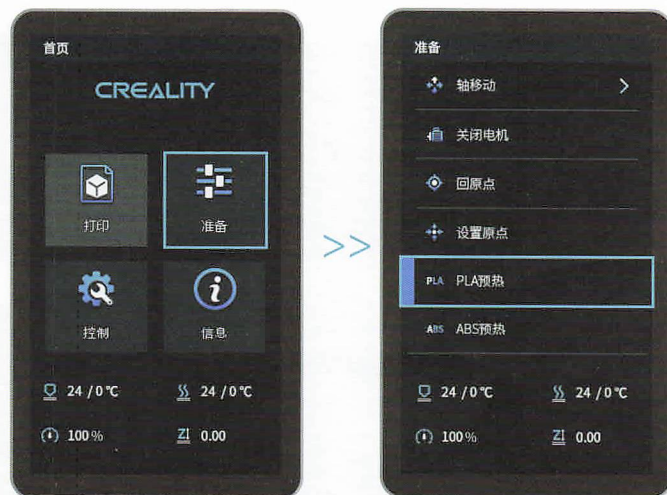 首页
CREALITY
打印
准备
控制
信息
24 / 0 ℃
24 / 0 ℃
100 %
0.00
>>
准备
轴移动
关闭电机
回原点
设置原点
PLA PLA预热
ABS ABS预热
24 / 0 ℃
24 / 0 ℃
100 %
0.00